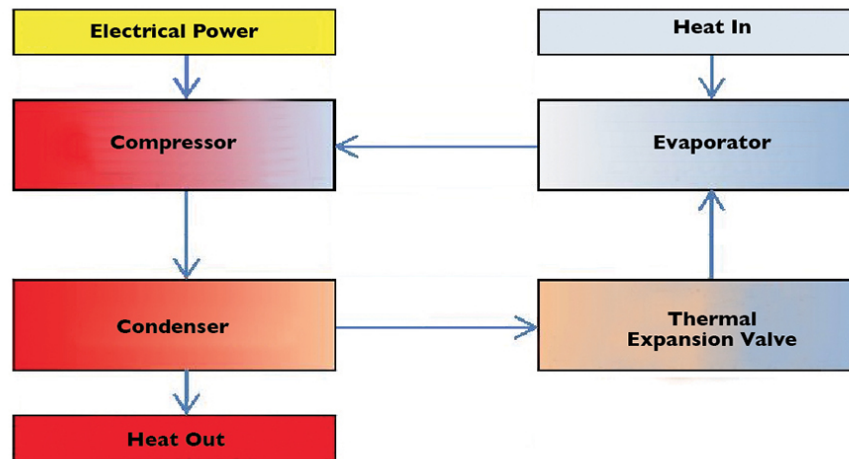 Electrical Power
Heat In
Compressor
Evaporator
Condenser
Thermal
Expansion Valve
Heat Out